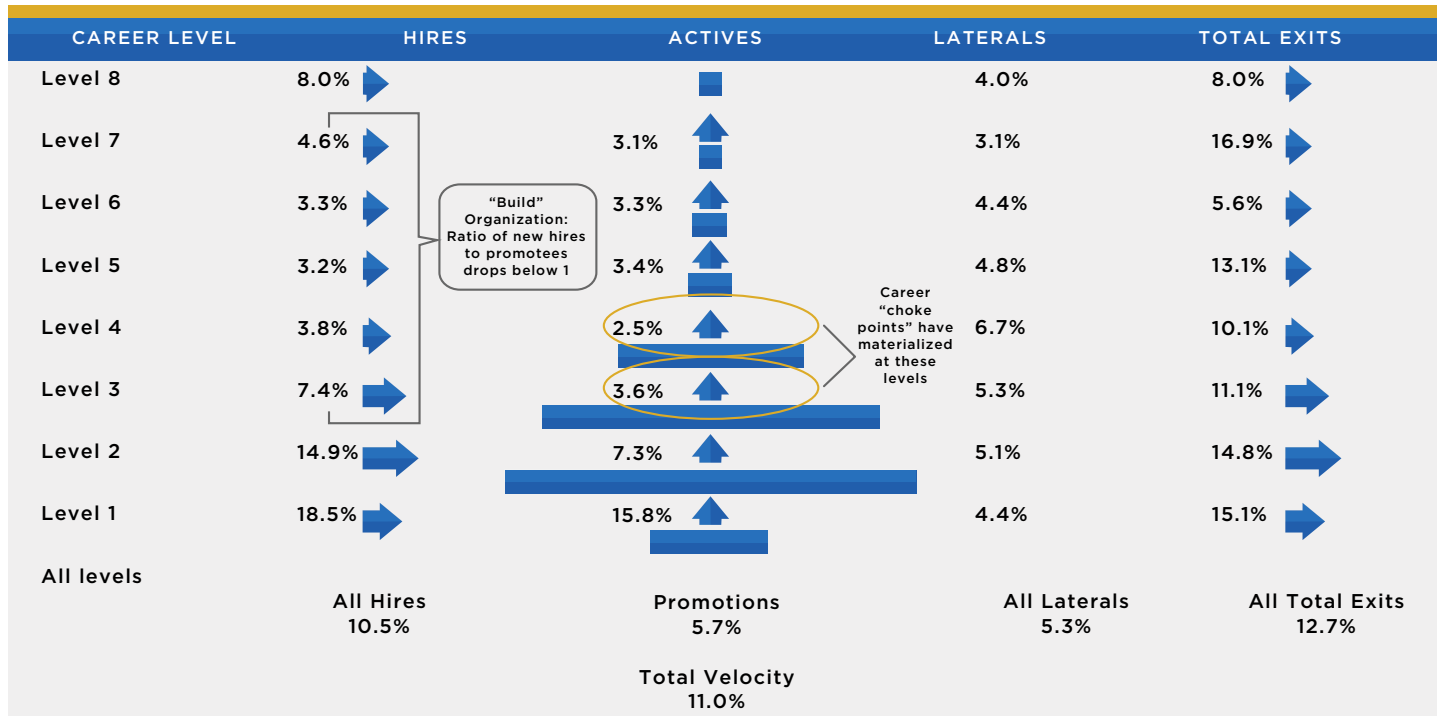 CAREER LEVEL HIRES ACTIVES LATERALS TOTAL EXITS
Level 8 8.0% 4.0% 8.0%
Level 7 4.6% 3.1% 3.1% 16.9%
Level 6 3.3% 3.3% 4.4% 5.6%
“Build”
Organization:
Ratio of new hires
to promotees
drops below 1
Level 5 3.2% 3.4% 4.8% 13.1%
Career
“choke
points” have
materialized
at these
levels
Level 4 3.8% 2.5% 6.7% 10.1%
Level 3 7.4% 3.6% 5.3% 11.1%
Level 2 14.9% 7.3% 5.1% 14.8%
Level 1 18.5% 15.8% 4.4% 15.1%
All levels
All Hires Promotions All Laterals All Total Exits
10.5% 5.7% 5.3% 12.7%
Total Velocity
11.0%